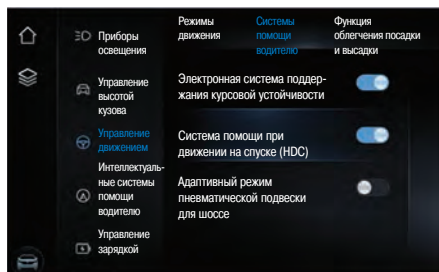 Режимы
движения
Системы
помощи
водителю
Функция
облегчения посадки
и высадки
Приборы
освещения
Управление
высотой
кузова
Управление
движением
Интеллектуаль-
ные системы
помощи
водителю
Управление
зарядкой
Электронная система поддер-
жания курсовой устойчивости
Система помощи при
движении на спуске (HDC)
Адаптивный режим
пневматической подвески
для шоссе